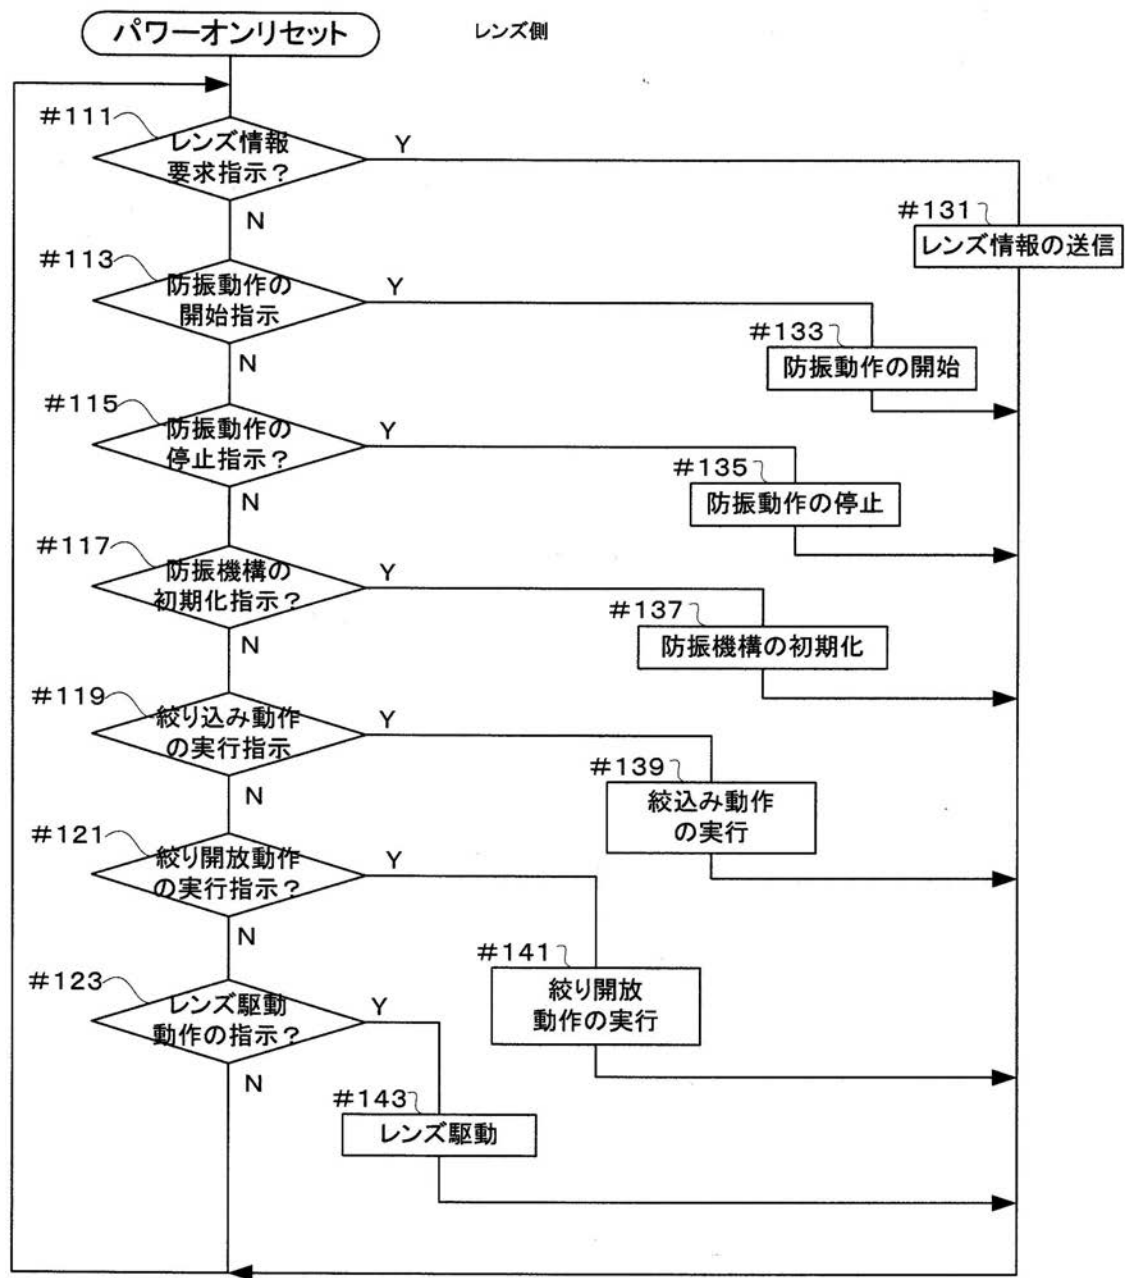 パワーオンリセット
レンズ側
#111
レンズ情報
要求指示?
Y
N
#131
レンズ情報の送信
#113
防振動作の
開始指示
Y
N
#133
防振動作の開始
#115
防振動作の
停止指示?
Y
N
#135
防振動作の停止
#117
防振機構の
初期化指示?
Y
N
#137
防振機構の初期化
#119
絞り込み動作
の実行指示
Y
N
#139
絞込み動作
の実行
#121
絞り開放動作
の実行指示?
Y
N
#141
絞り開放
動作の実行
#123
レンズ駆動
動作の指示?
Y
N
#143
レンズ駆動